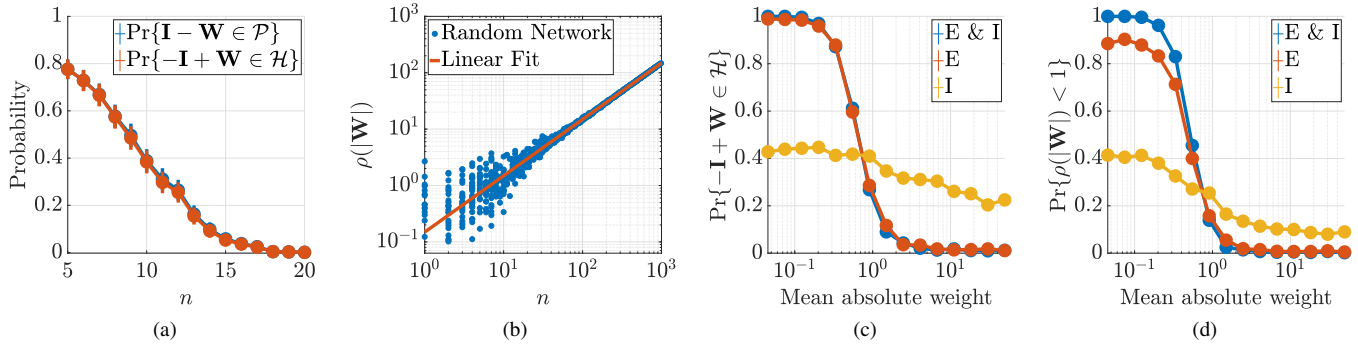 Probability
1
0.8
0.6
0.4
0.2
0
5
10
15
20
n
Pr{I − W ∈ P}
Pr{−I + W ∈ H}
(a)
ρ(|W|)
10³
10²
10¹
10⁰
10⁻¹
10⁰
10¹
10²
10³
n
Random Network
Linear Fit
(b)
Pr{−I + W ∈ H}
1
0.8
0.6
0.4
0.2
0
10⁻¹
10⁰
10¹
Mean absolute weight
E & I
E
I
(c)
Pr{ρ(|W|) < 1}
1
0.8
0.6
0.4
0.2
0
10⁻¹
10⁰
10¹
Mean absolute weight
E & I
E
I
(d)